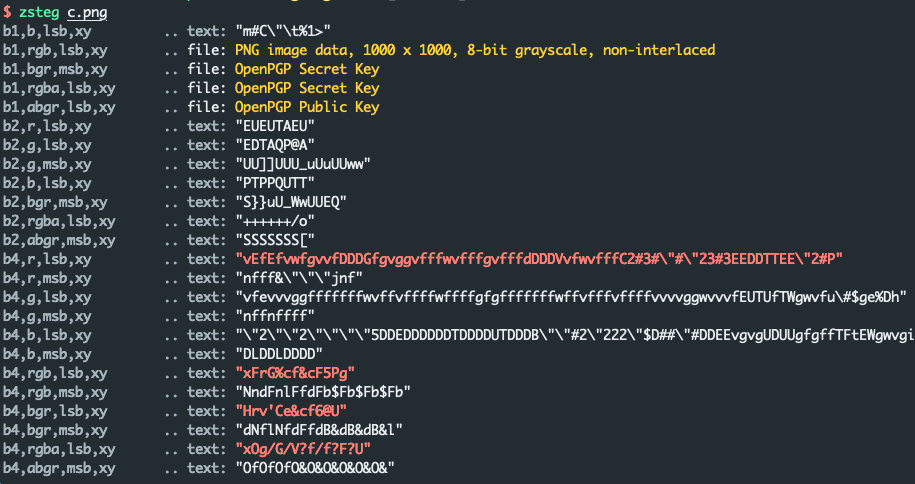 $ zsteg c.png
b1,b,lsb,xy .. text: "m#C\"\t%1>"
b1,rgb,lsb,xy .. file: PNG image data, 1000 x 1000, 8-bit grayscale, non-interlaced
b1,bgr,msb,xy .. file: OpenPGP Secret Key
b1,rgba,lsb,xy .. file: OpenPGP Secret Key
b1,abgr,msb,xy .. file: OpenPGP Public Key
b2,r,lsb,xy .. text: "EUEUTAEU"
b2,g,lsb,xy .. text: "EDTAQP@A"
b2,g,msb,xy .. text: "UU]]UUU_uUuUUww"
b2,b,lsb,xy .. text: "PTPPQUTT"
b2,bgr,msb,xy .. text: "S}}uU_WwUUEQ"
b2,rgba,lsb,xy .. text: "++++++/o"
b2,abgr,msb,xy .. text: "SSSSSSS["
b4,r,lsb,xy .. text: "vEfEfvwfgvvfDDDGfgvggvfffwvfffgvfffdDDDVvfwvfffC2#3#\"#\"23#3EEDDTTEE\"2#P"
b4,r,msb,xy .. text: "nfff&\"\"\"jnf"
b4,g,lsb,xy .. text: "vfevvvggfffffffwvffvffffwffffgfgfffffffwffvfffvffffvvvvggwvvvfEUTUfTWgwvfu\#$ge%Dh"
b4,g,msb,xy .. text: "nffnffff"
b4,b,lsb,xy .. text: "\"2\"\"2\"\"\"\"5DDEDDDDDDTDDDDUTDDDB\"\"#2\"222\"$D##\"#DDEEvgvgUDUUgfgffTFtEWgwvgi
b4,b,msb,xy .. text: "DLDDLDDDD"
b4,rgb,lsb,xy .. text: "xFrG%cf&cF5Pg"
b4,rgb,msb,xy .. text: "NndFnlFfdFb$Fb$Fb$Fb"
b4,bgr,lsb,xy .. text: "Hrv'Ce&cf6@U"
b4,bgr,msb,xy .. text: "dNflNfdFfdB&dB&dB&l"
b4,rgba,lsb,xy .. text: "xOg/G/V?f/f?F?U"
b4,abgr,msb,xy .. text: "OfOfOfO&O&O&O&O&O&"